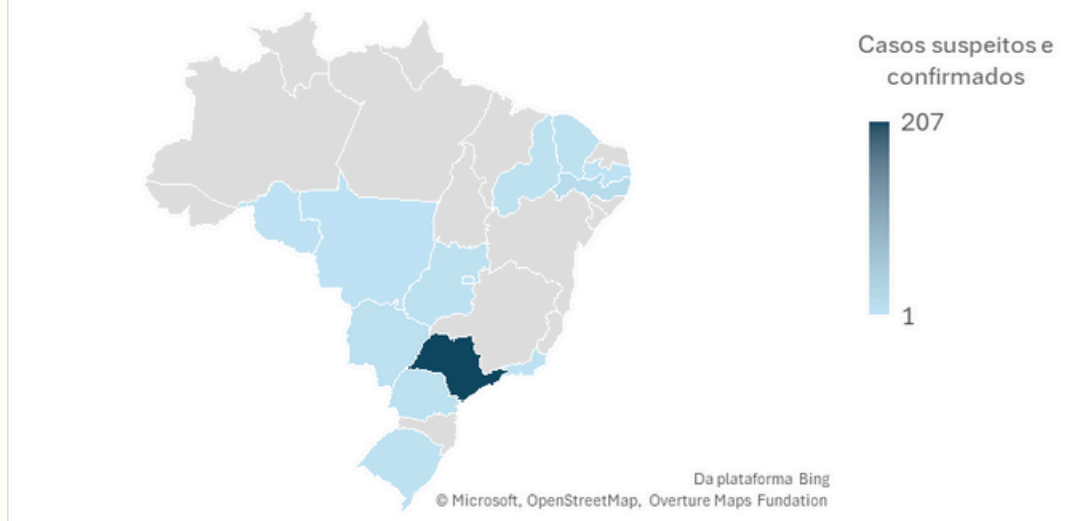 Casos suspeitos e
confirmados
207
1
Da plataforma Bing
© Microsoft, OpenStreetMap, Overture Maps Fundation